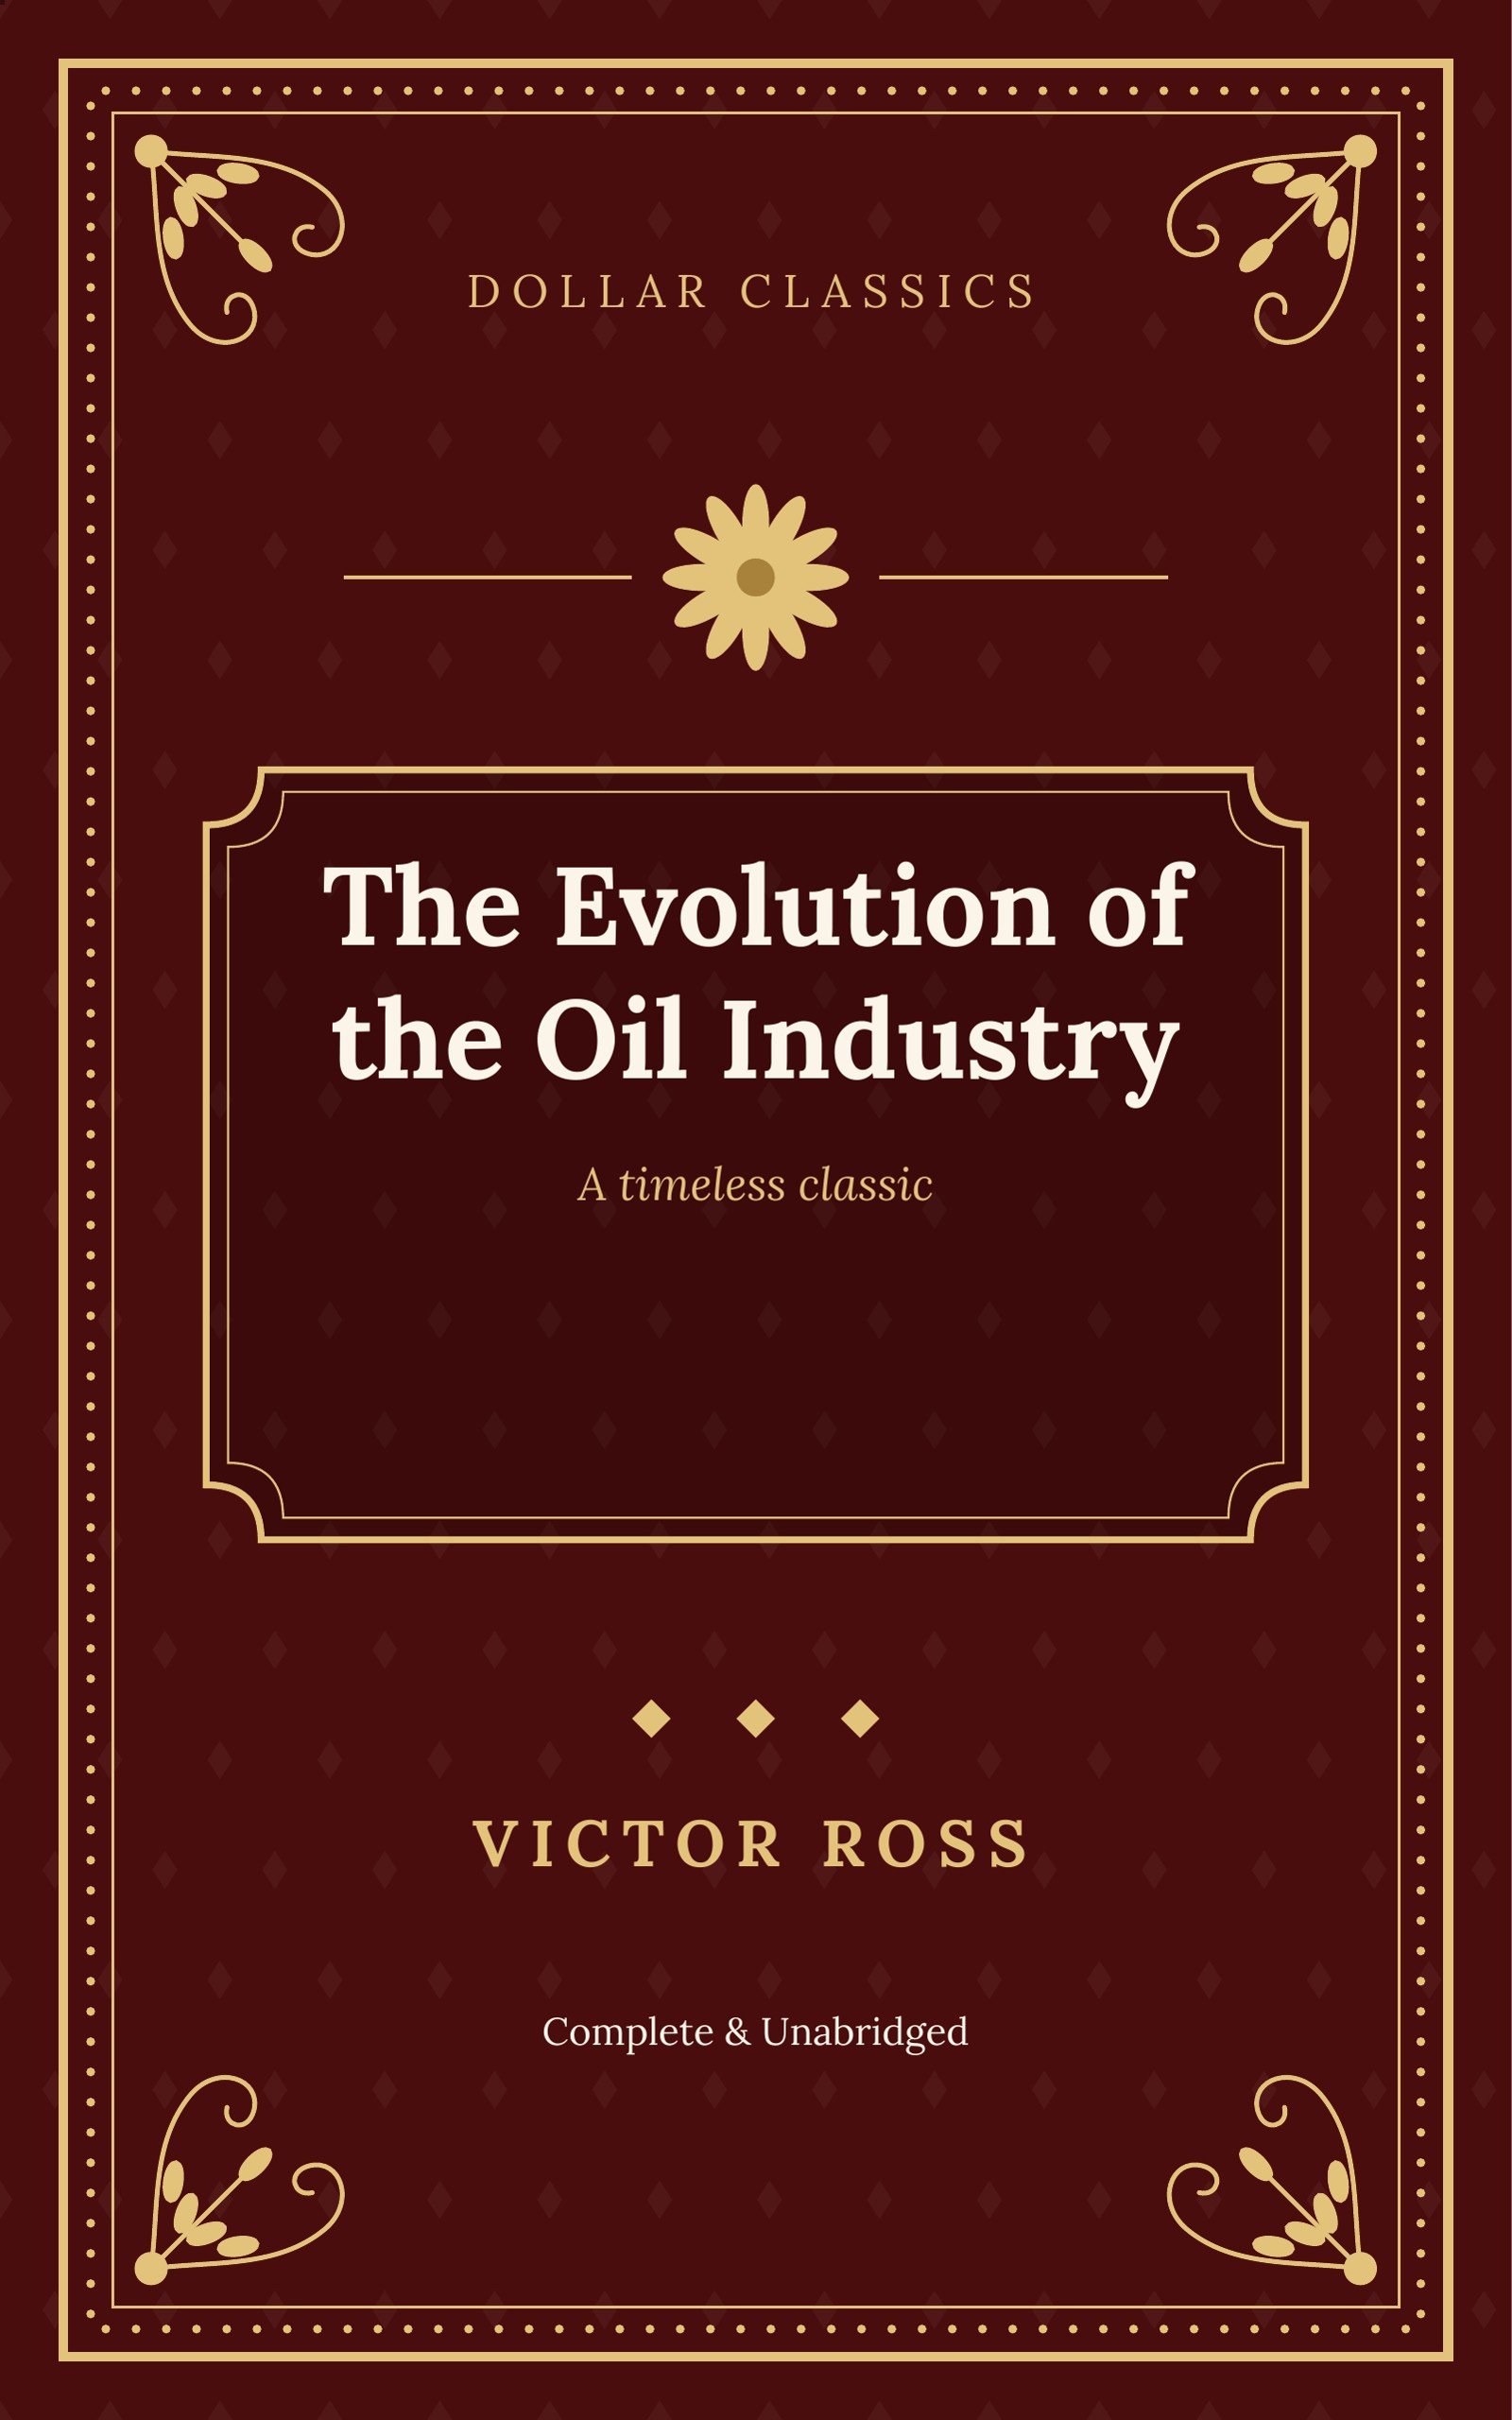 DOLLAR CLASSICS
The Evolution of
the Oil Industry
A timeless classic
VICTOR ROSS
Complete & Unabridged